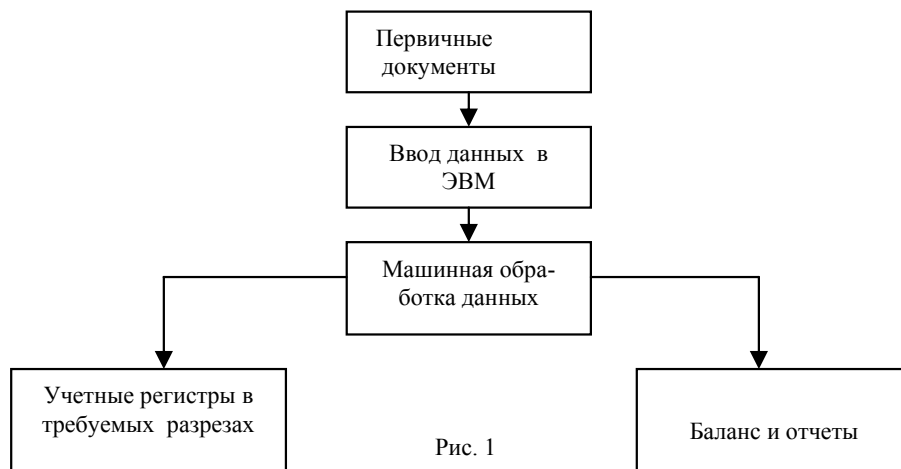 Первичные
документы
Ввод данных в
ЭВМ
Машинная обра-
ботка данных
Учетные регистры в
требуемых разрезах
Баланс и отчеты
Рис. 1